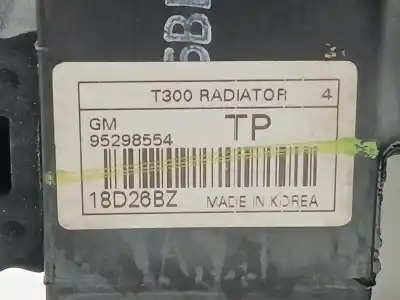 T300 RADIATOR 4
GM TP
95298554
18D26BZ MADE IN KOREA